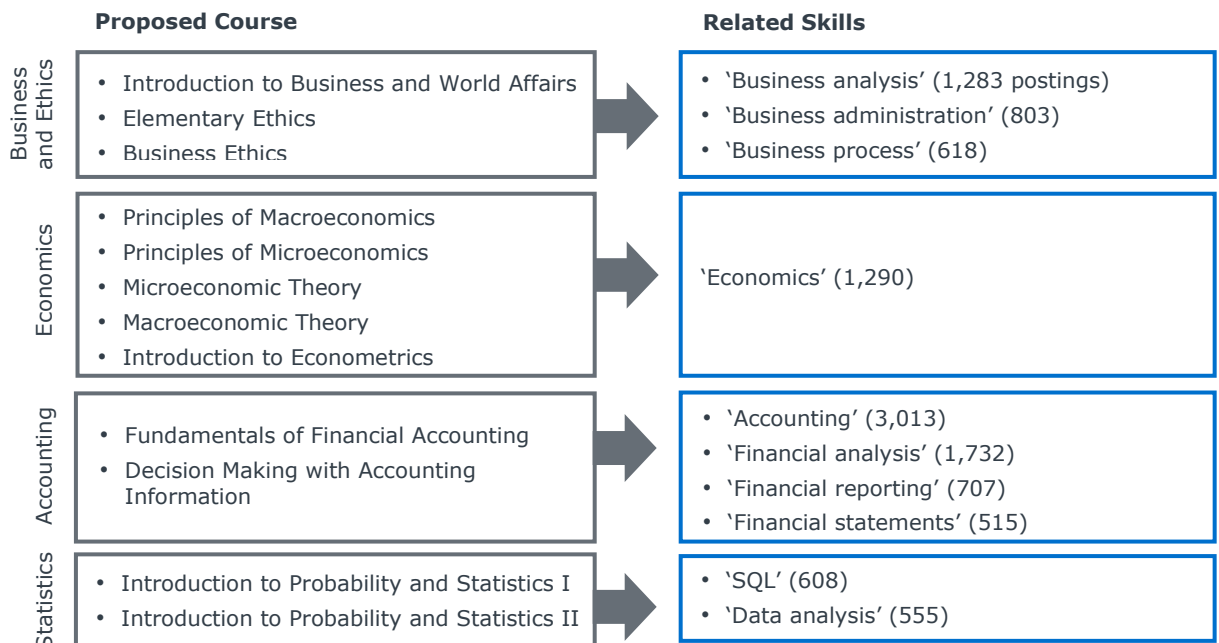 Proposed Course
Related Skills
Business
and Ethics
• Introduction to Business and World Affairs
• Elementary Ethics
• Business Ethics
• ‘Business analysis’ (1,283 postings)
• ‘Business administration’ (803)
• ‘Business process’ (618)
Economics
• Principles of Macroeconomics
• Principles of Microeconomics
• Microeconomic Theory
• Macroeconomic Theory
• Introduction to Econometrics
‘Economics’ (1,290)
Accounting
• Fundamentals of Financial Accounting
• Decision Making with Accounting
Information
• ‘Accounting’ (3,013)
• ‘Financial analysis’ (1,732)
• ‘Financial reporting’ (707)
• ‘Financial statements’ (515)
Statistics
• Introduction to Probability and Statistics I
• Introduction to Probability and Statistics II
• ‘SQL’ (608)
• ‘Data analysis’ (555)